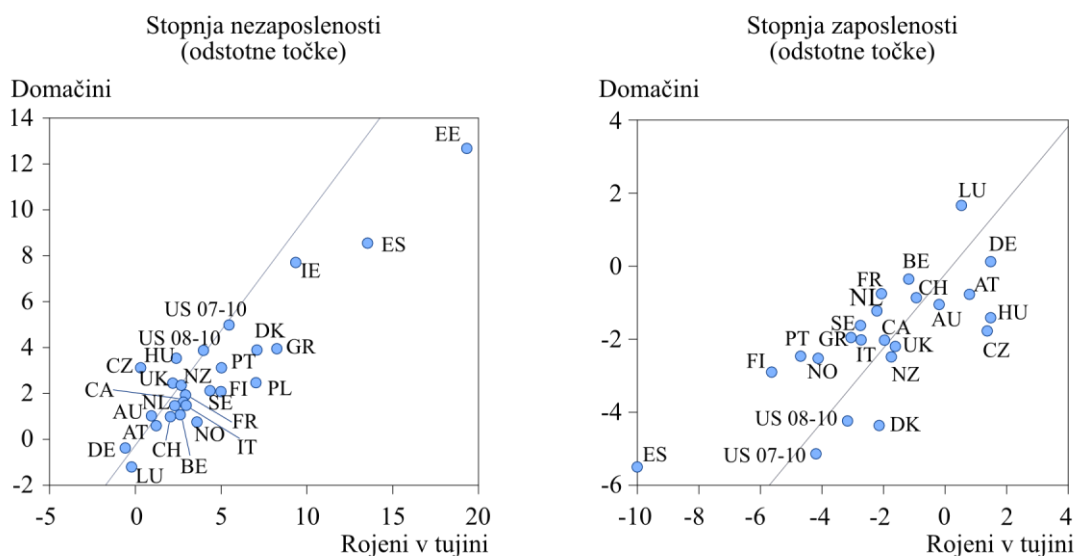 Stopnja nezaposlenosti
(odstotne točke)
Domačini
14
12
10
8
6
4
2
0
-2
-5
0
5
10
15
20
Rojeni v tujini
EE
ES
IE
US 07-10
US 08-10
DK
GR
HU
CZ
PT
UK
NZ
FI
PL
CA
NL
SE
AU
FR
AT
IT
CH
NO
DE
BE
LU
Stopnja zaposlenosti
(odstotne točke)
Domačini
4
2
0
-2
-4
-6
-10
-8
-6
-4
-2
0
2
4
Rojeni v tujini
LU
DE
BE
FR
CH
AT
NL
AU
HU
SE
CA
PT
GR
IT
UK
CZ
FI
NO
NZ
US 08-10
DK
US 07-10
ES